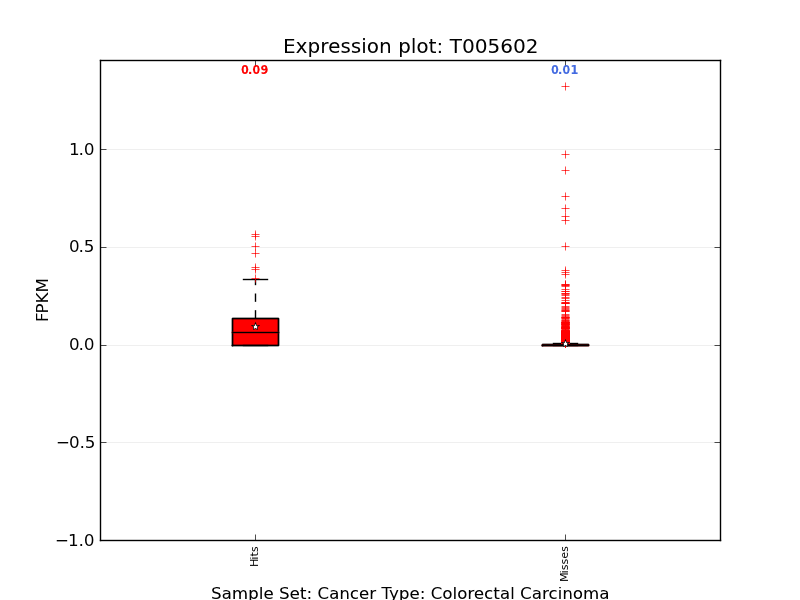 Expression plot: T005602
0.09
0.01
1.0
0.5
0.0
−0.5
−1.0
FPKM
Hits
Misses
Sample Set: Cancer Type: Colorectal Carcinoma